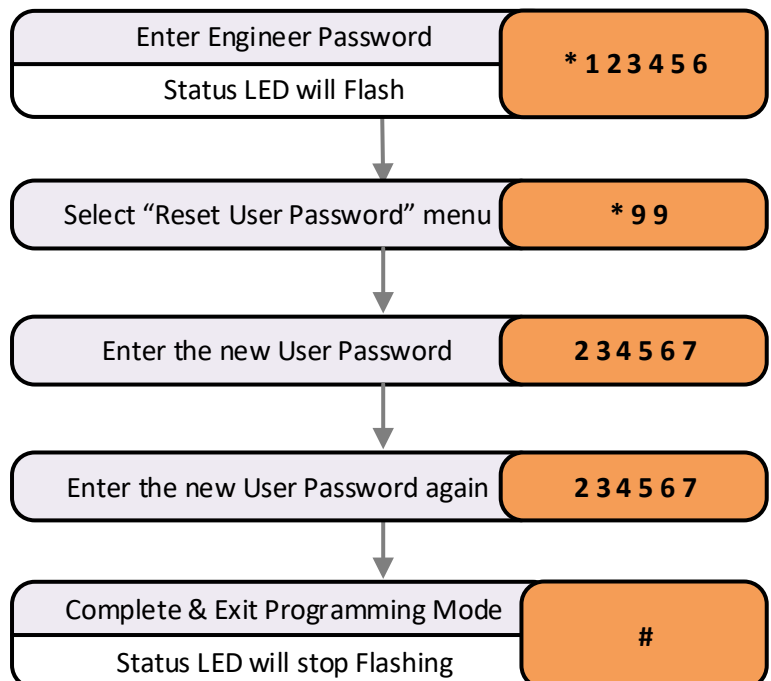 Enter Engineer Password
* 1 2 3 4 5 6
Status LED will Flash
Select “Reset User Password” menu
* 9 9
Enter the new User Password
2 3 4 5 6 7
Enter the new User Password again
2 3 4 5 6 7
Complete & Exit Programming Mode
#
Status LED will stop Flashing